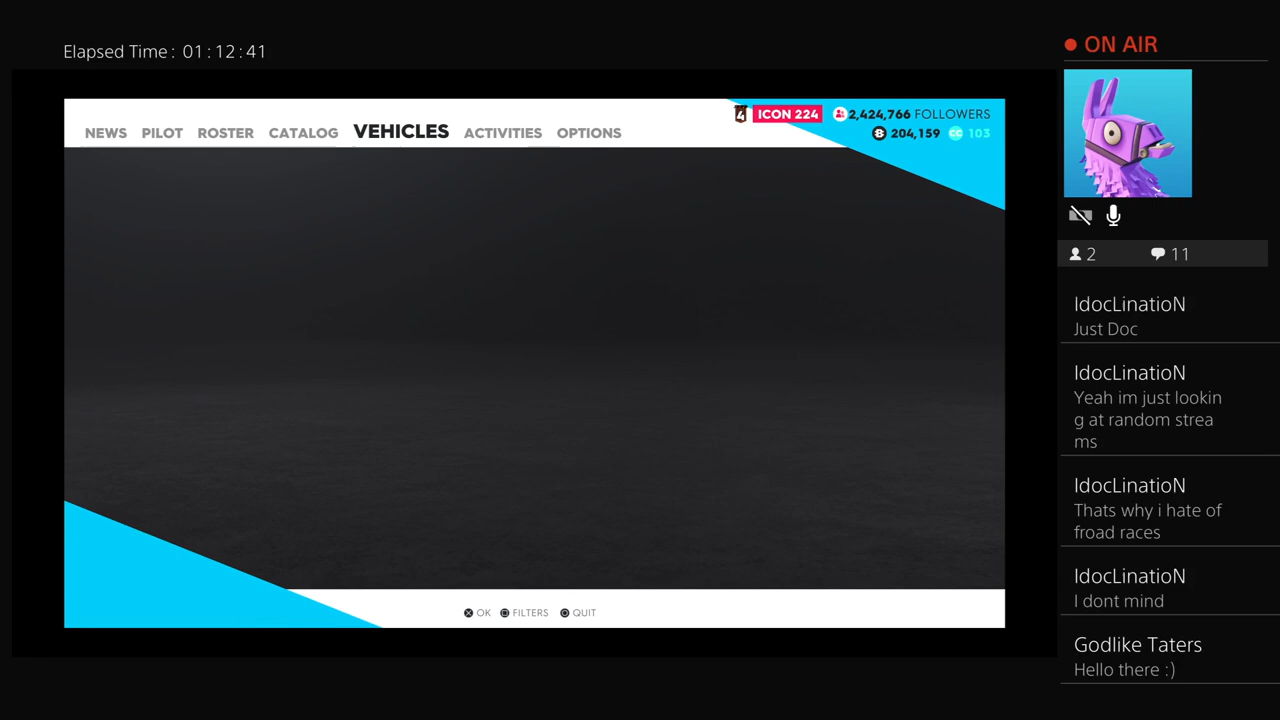 Elapsed Time: 01:12:41
ON AIR
4 ICON 224 2,424,766 FOLLOWERS
204,159 CC 103
NEWS PILOT ROSTER CATALOG VEHICLES ACTIVITIES OPTIONS
2 11
IdocLinatioN
Just Doc
IdocLinatioN
Yeah im just lookin
g at random strea
ms
IdocLinatioN
Thats why i hate of
froad races
IdocLinatioN
I dont mind
Godlike Taters
Hello there :)
OK FILTERS QUIT